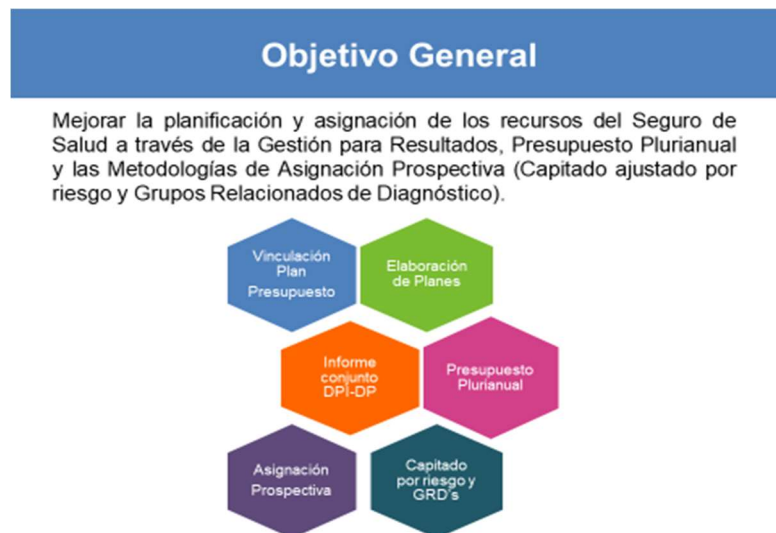 Objetivo General
Mejorar la planificación y asignación de los recursos del Seguro de
Salud a través de la Gestión para Resultados, Presupuesto Plurianual
y las Metodologías de Asignación Prospectiva (Capitado ajustado por
riesgo y Grupos Relacionados de Diagnóstico).
Vinculación
Plan
Presupuesto
Elaboración
de Planes
Informe
conjunto
DPI-DP
Presupuesto
Plurianual
Asignación
Prospectiva
Capitado
por riesgo y
GRD's